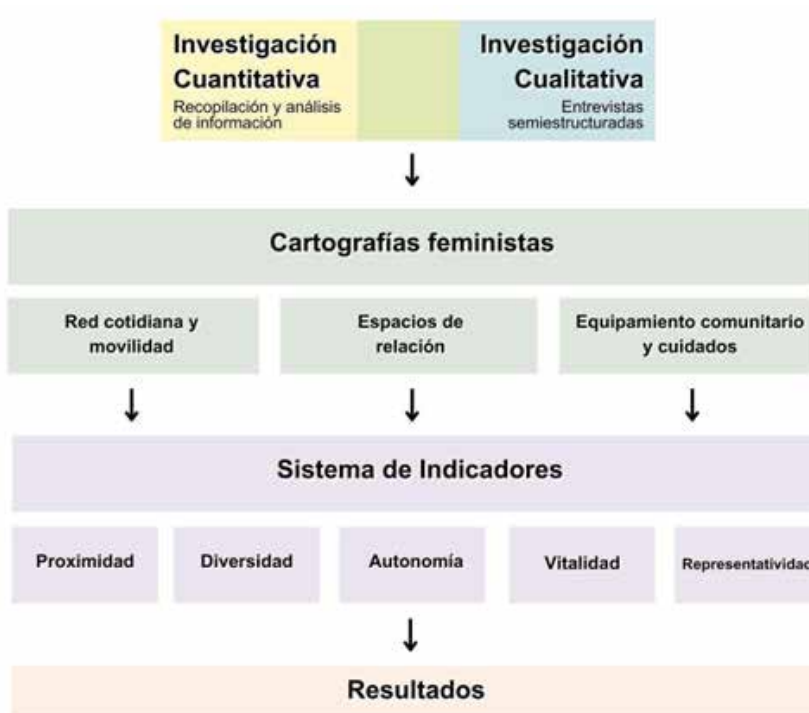 Investigación
Cuantitativa
Recopilación y análisis
de información
Investigación
Cualitativa
Entrevistas
semiestructuradas
Cartografías feministas
Red cotidiana y
movilidad
Espacios de
relación
Equipamiento comunitario
y cuidados
Sistema de Indicadores
Proximidad
Diversidad
Autonomía
Vitalidad
Representatividad
Resultados